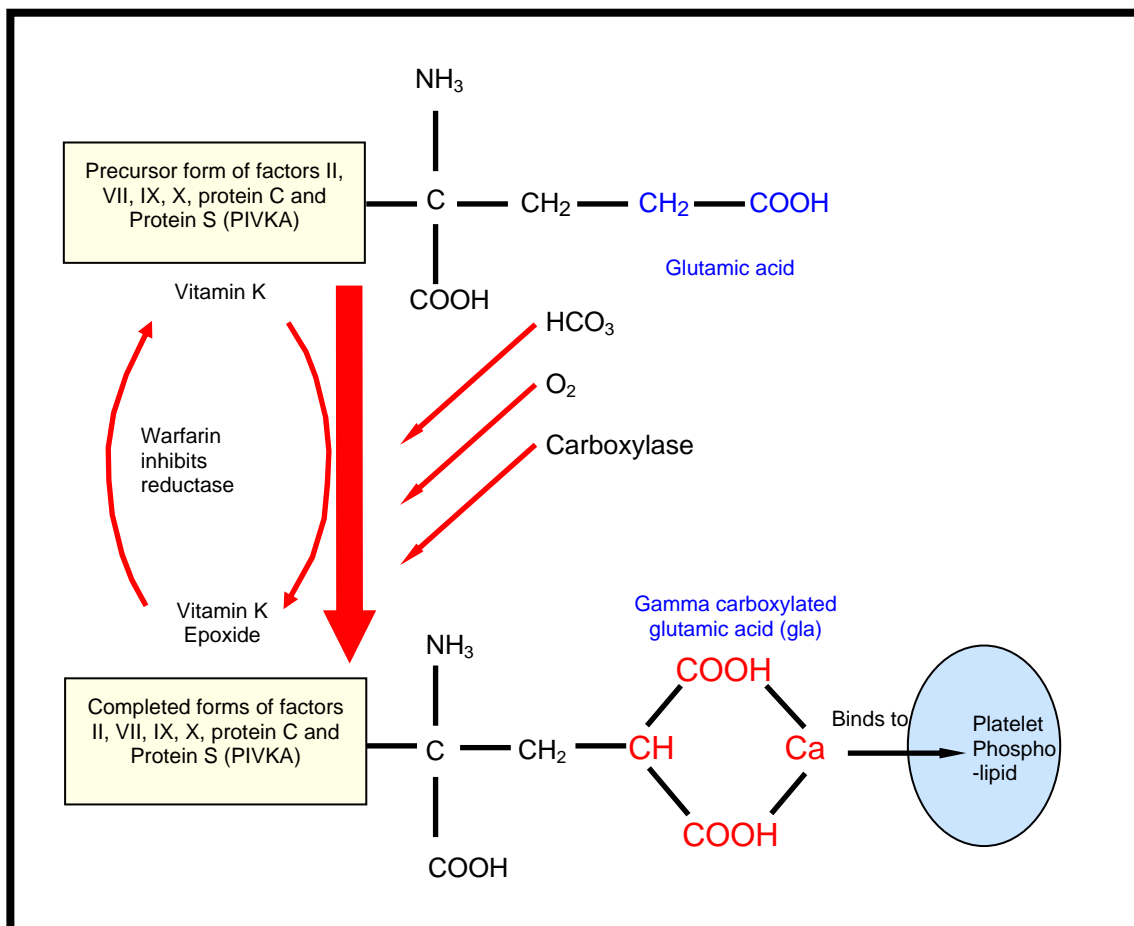 NH₃
Precursor form of factors II,
VII, IX, X, protein C and
Protein S (PIVKA)
C
CH₂
CH₂
COOH
Glutamic acid
COOH
Vitamin K
HCO₃
O₂
Carboxylase
Warfarin
inhibits
reductase
Vitamin K
Epoxide
Gamma carboxylated
glutamic acid (gla)
NH₃
COOH
Completed forms of factors
II, VII, IX, X, protein C and
Protein S (PIVKA)
C
CH₂
CH
Ca
Binds to
Platelet
Phospho
-lipid
COOH
COOH